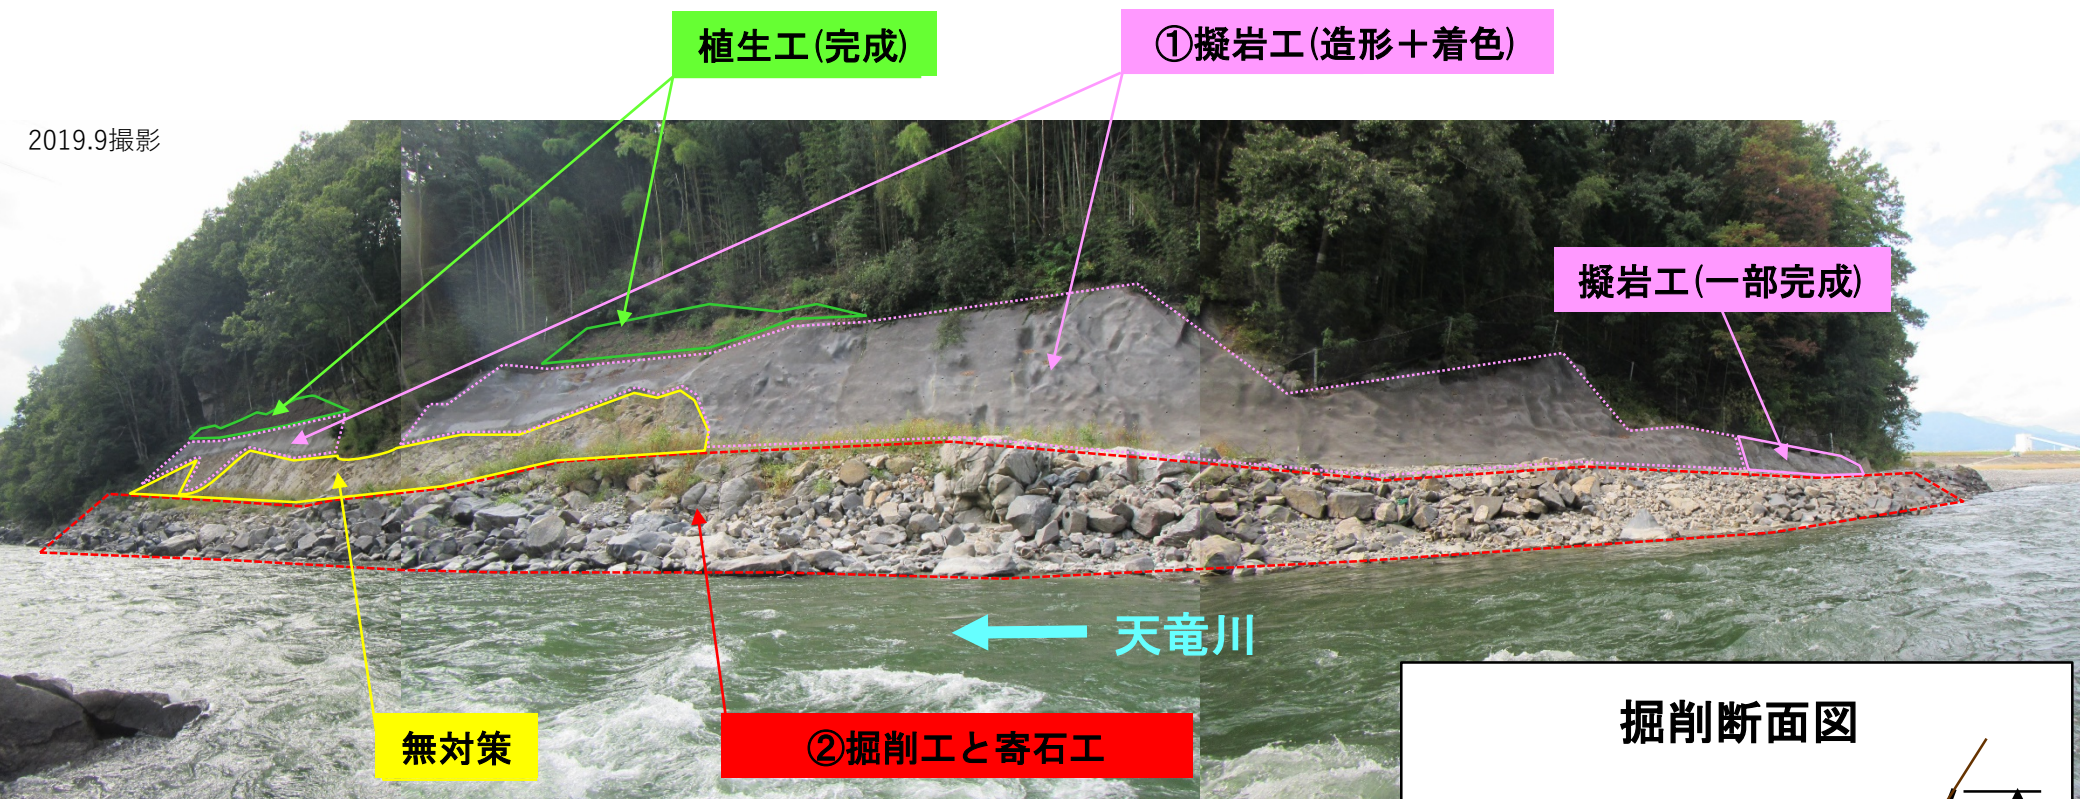 植生工(完成)
①擬岩工(造形＋着色)
2019.9撮影
擬岩工(一部完成)
天竜川
無対策
②掘削工と寄石工
掘削断面図